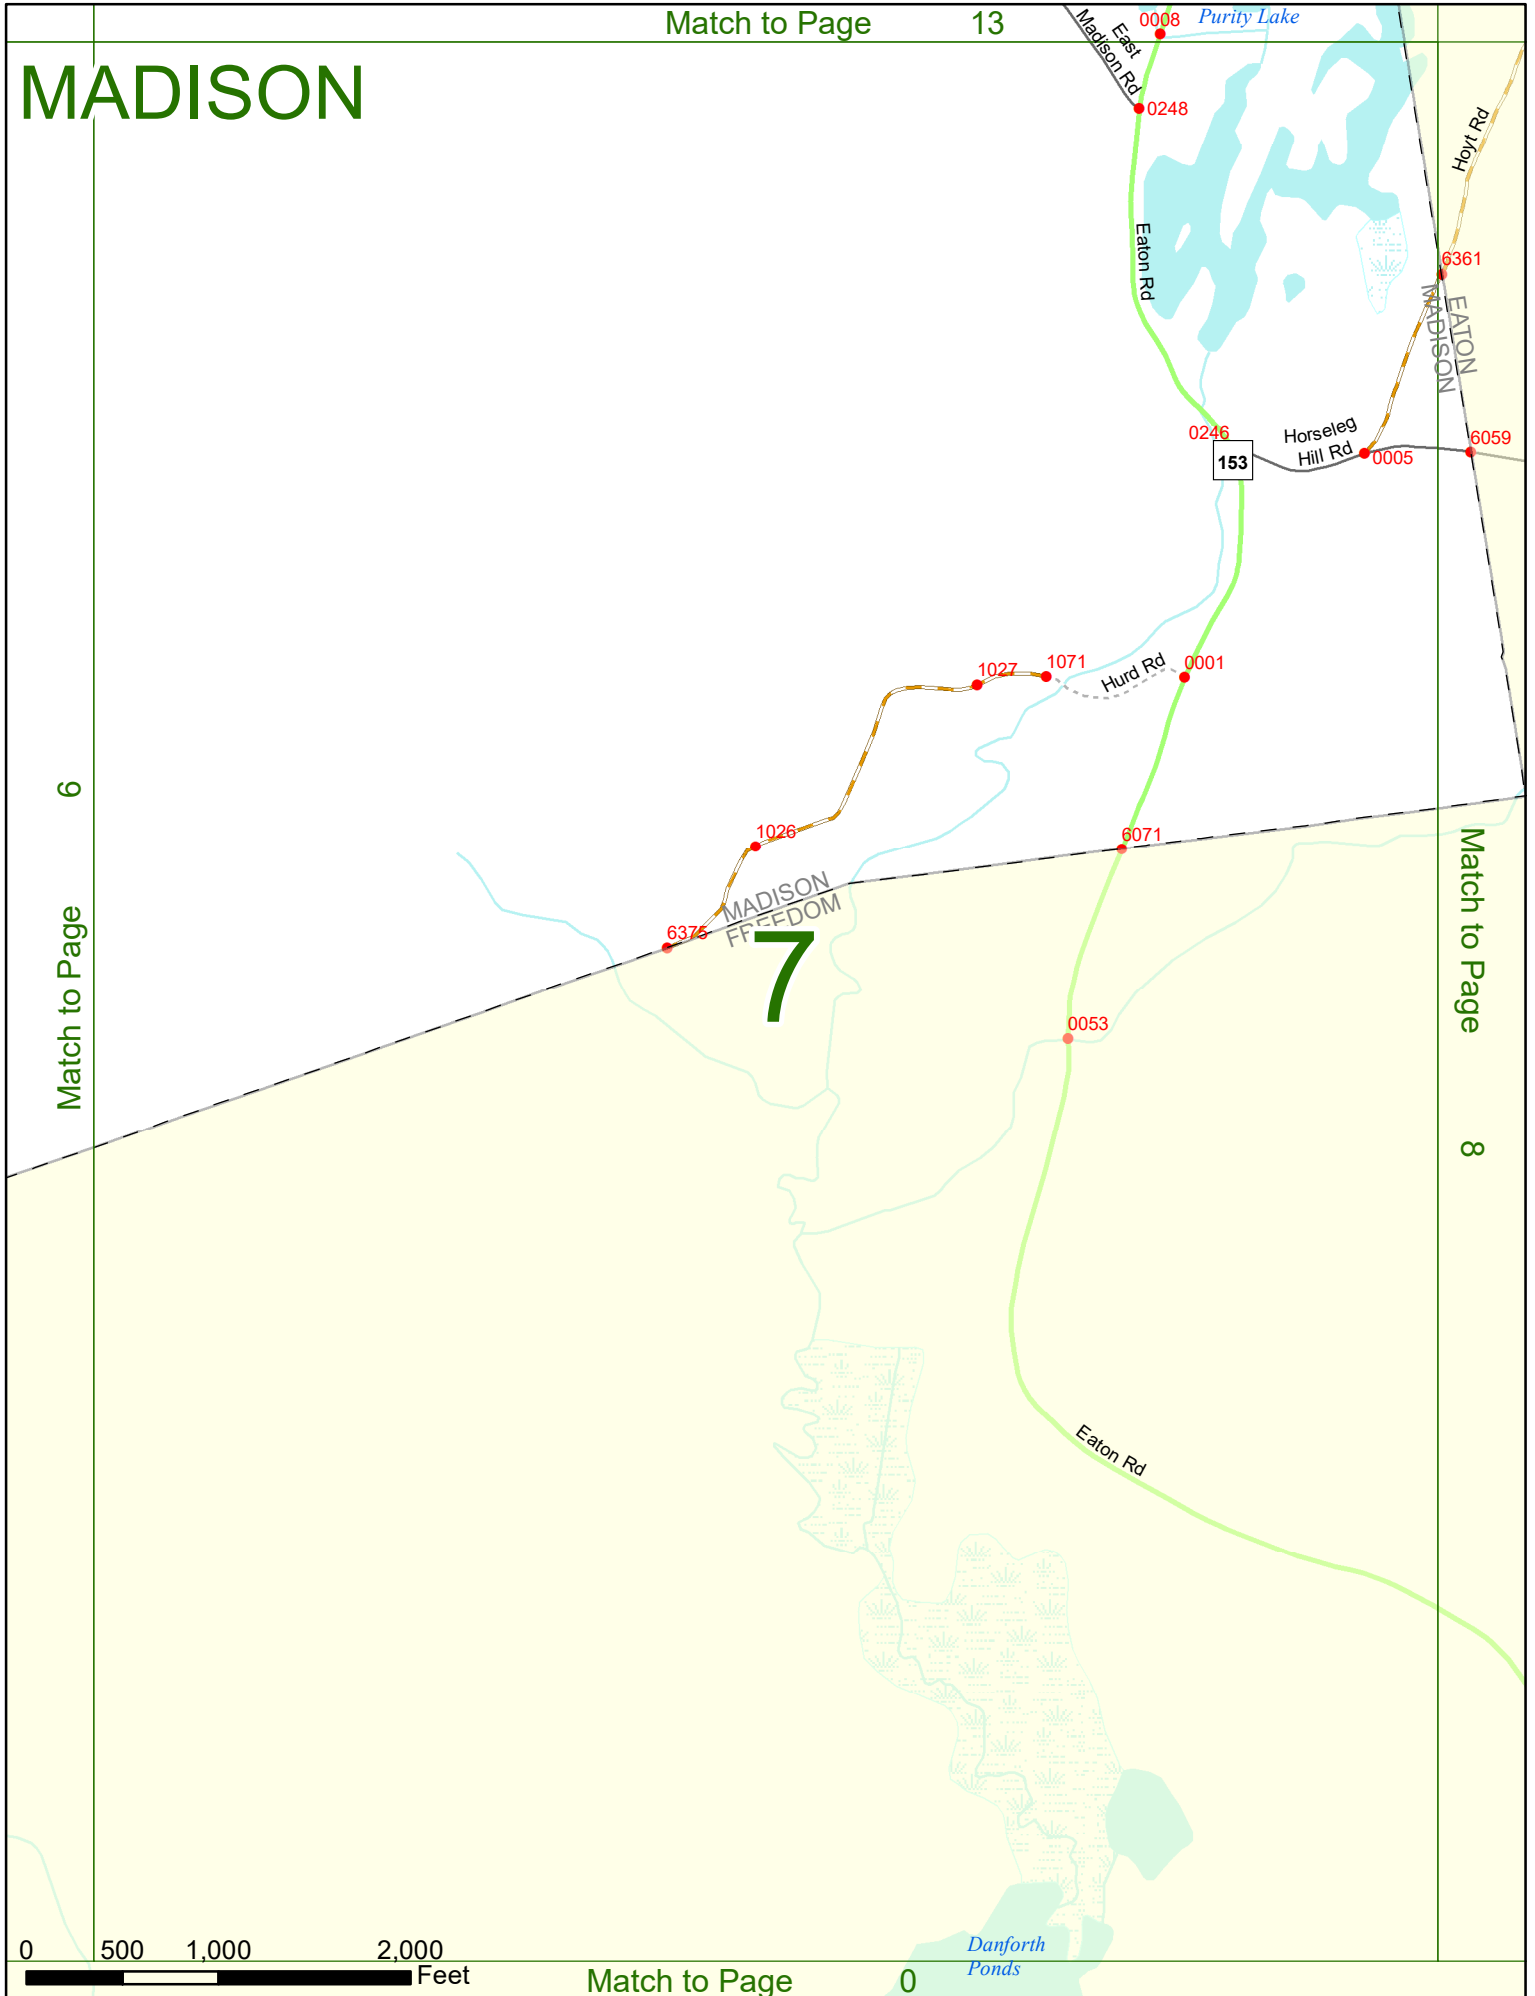 Match to Page 13
Purity Lake
0008
East
Madison Rd
MADISON
0248
Hoyt Rd
Eaton Rd
6361
EATON
MADISON
0246
153
Horseleg
Hill Rd
0005
6059
1027
1071
Hurd Rd
0001
6
Match to Page
1026
6071
MADISON
FREEDOM
6375
7
Match to Page
8
0053
Eaton Rd
Danforth
Ponds
0 500 1,000 2,000
Feet
Match to Page 0